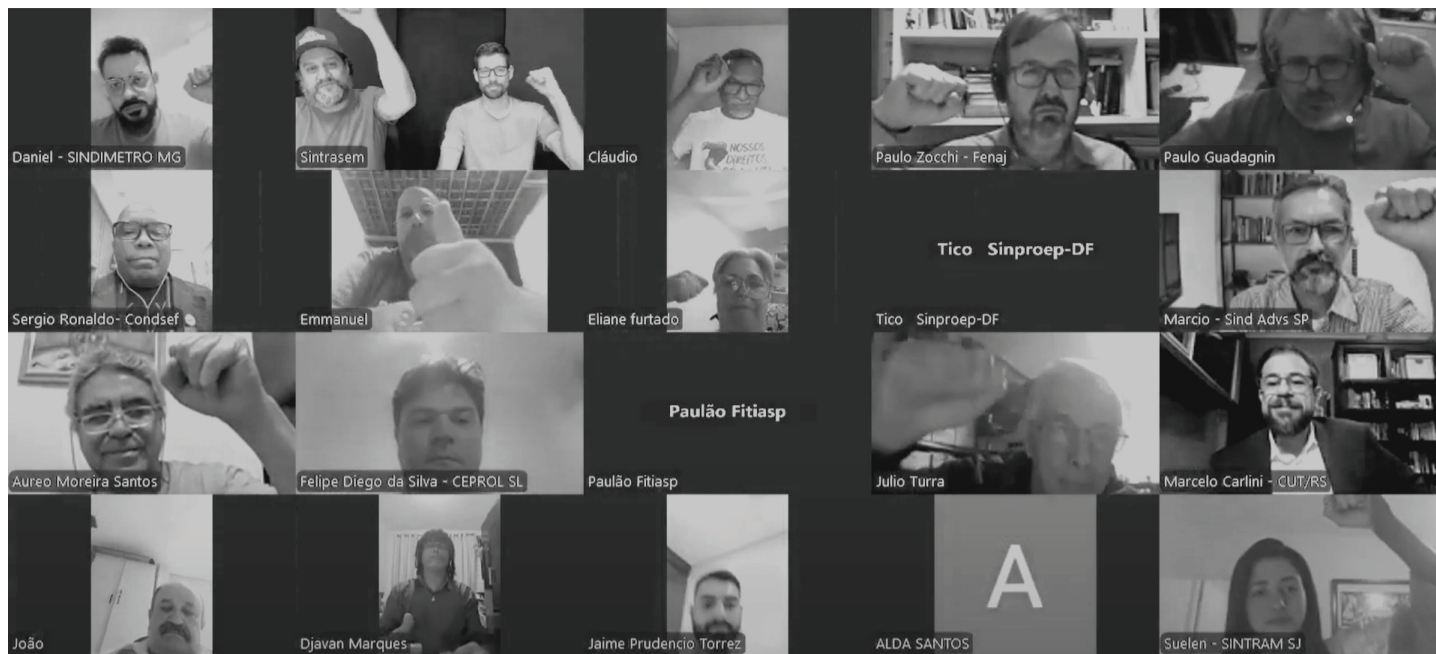 Daniel - SINDIMETRO MG
Sintrasem
NOSSOS
DIREITOS
Cláudio
Paulo Zocchi - Fenaj
Paulo Guadagnin
Sergio Ronaldo- Condsef
Emmanuel
Eliane furtado
Tico Sinproep-DF
Tico Sinproep-DF
Marcio - Sind Advs SP
Aureo Moreira Santos
Felipe Diego da Silva - CEPROL SL
Paulão Fitiasp
Paulão Fitiasp
Julio Turra
Marcelo Carlini - CUT/RS
João
Djavan Marques
Jaime Prudencio Torrez
A
ALDA SANTOS
Suelen - SINTRAM SJ